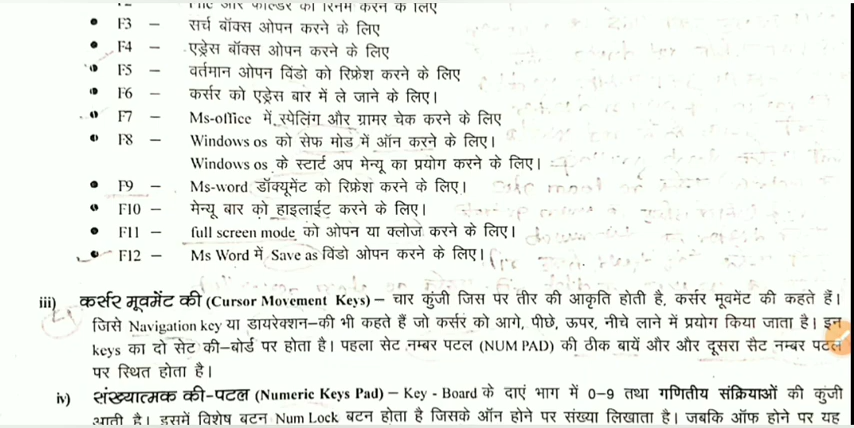 फाइल और फोल्डर को रिनेम करने के लिए
• F3 – सर्च बॉक्स ओपन करने के लिए
• F4 – एड्रेस बॉक्स ओपन करने के लिए
• F5 – वर्तमान ओपन विंडो को रिफ्रेश करने के लिए
• F6 – कर्सर को एड्रेस बार में ले जाने के लिए।
• F7 – Ms-office में स्पेलिंग और ग्रामर चेक करने के लिए
• F8 – Windows os को सेफ मोड में ऑन करने के लिए।
Windows os के स्टार्ट अप मेन्यू का प्रयोग करने के लिए।
• F9 – Ms-word डॉक्यूमेंट को रिफ्रेश करने के लिए।
• F10 – मेन्यू बार को हाइलाईट करने के लिए।
• F11 – full screen mode को ओपन या क्लोज करने के लिए।
• F12 – Ms Word में Save as विंडो ओपन करने के लिए।
iii) कर्सर मूवमेंट की (Cursor Movement Keys) – चार कुंजी जिस पर तीर की आकृति होती है, कर्सर मूवमेंट की कहते हैं।
जिसे Navigation key या डायरेक्शन–की भी कहते हैं जो कर्सर को आगे, पीछे, ऊपर, नीचे लाने में प्रयोग किया जाता है। इन
keys का दो सेट की–बोर्ड पर होता है। पहला सेट नम्बर पटल (NUM PAD) की ठीक बायें और और दूसरा सैट नम्बर पटल
पर स्थित होता है।
iv) संख्यात्मक की-पटल (Numeric Keys Pad) – Key - Board के दाएं भाग में 0–9 तथा गणितीय संक्रियाओं की कुंजी
आती है। इसमें विशेष बटन Num Lock बटन होता है जिसके ऑन होने पर संख्या लिखाता है। जबकि ऑफ होने पर यह